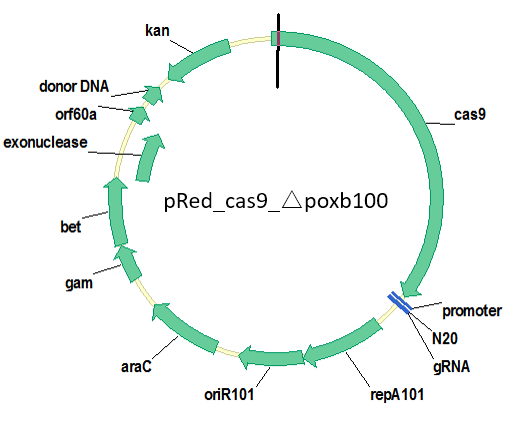 kan
donor DNA
orf60a
exonuclease
cas9
pRed_cas9_△poxb100
bet
gam
promoter
N20
gRNA
araC
oriR101
repA101